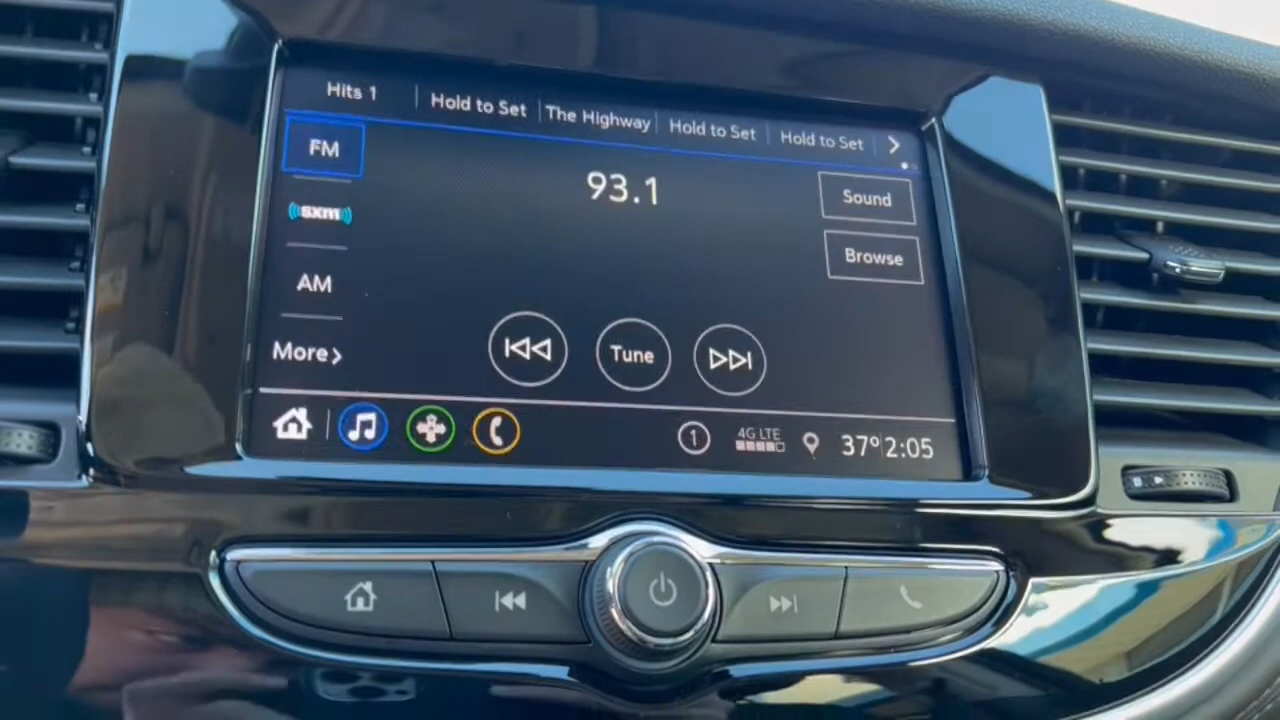 Hits 1
Hold to Set
The Highway
Hold to Set
Hold to Set
FM
93.1
Sound
sxm
Browse
AM
More
Tune
1
4G LTE
37° 2:05